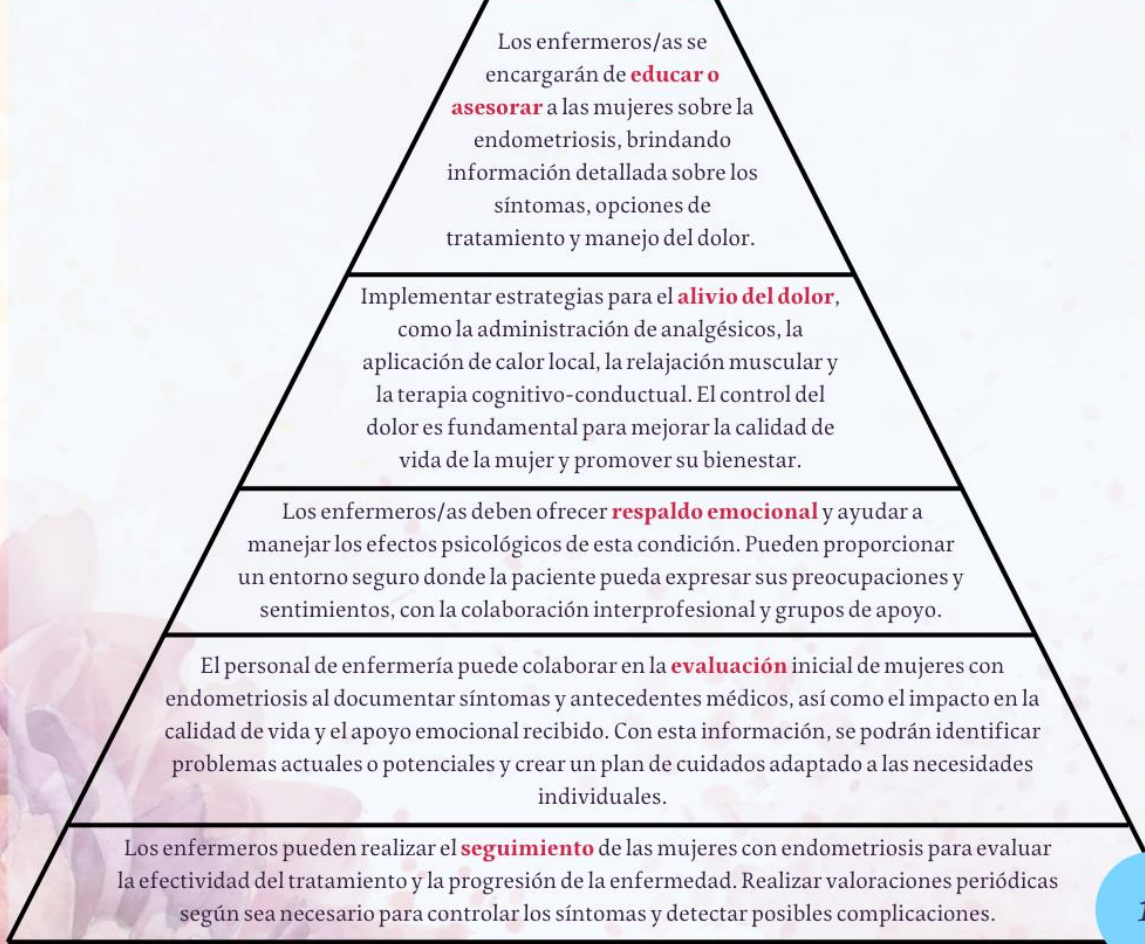 Los enfermeros/as se
encargarán de educar o
asesorar a las mujeres sobre la
endometriosis, brindando
información detallada sobre los
síntomas, opciones de
tratamiento y manejo del dolor.
Implementar estrategias para el alivio del dolor,
como la administración de analgésicos, la
aplicación de calor local, la relajación muscular y
la terapia cognitivo-conductual. El control del
dolor es fundamental para mejorar la calidad de
vida de la mujer y promover su bienestar.
Los enfermeros/as deben ofrecer respaldo emocional y ayudar a
manejar los efectos psicológicos de esta condición. Pueden proporcionar
un entorno seguro donde la paciente pueda expresar sus preocupaciones y
sentimientos, con la colaboración interprofesional y grupos de apoyo.
El personal de enfermería puede colaborar en la evaluación inicial de mujeres con
endometriosis al documentar síntomas y antecedentes médicos, así como el impacto en la
calidad de vida y el apoyo emocional recibido. Con esta información, se podrán identificar
problemas actuales o potenciales y crear un plan de cuidados adaptado a las necesidades
individuales.
Los enfermeros pueden realizar el seguimiento de las mujeres con endometriosis para evaluar
la efectividad del tratamiento y la progresión de la enfermedad. Realizar valoraciones periódicas
según sea necesario para controlar los síntomas y detectar posibles complicaciones.